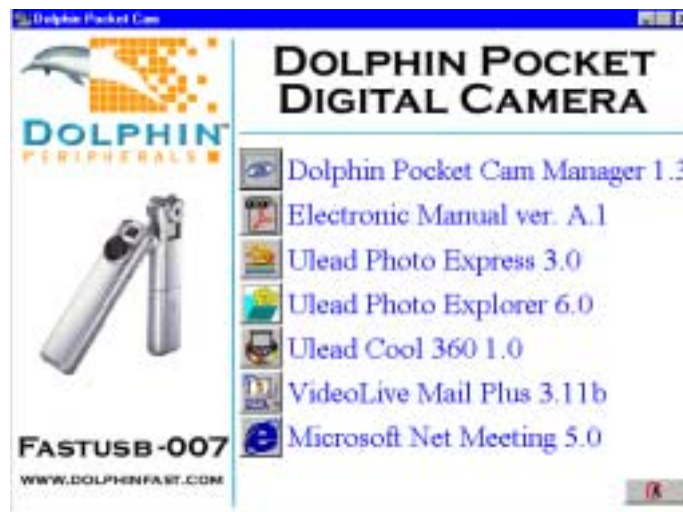 Dolphin Pocket Cam
DOLPHIN POCKET
DIGITAL CAMERA
DOLPHIN™
PERIPHERALS
Dolphin Pocket Cam Manager 1.3
Electronic Manual ver. A.1
Ulead Photo Express 3.0
Ulead Photo Explorer 6.0
Ulead Cool 360 1.0
VideoLive Mail Plus 3.11b
Microsoft Net Meeting 5.0
FASTUSB-007
WWW.DOLPHINFAST.COM